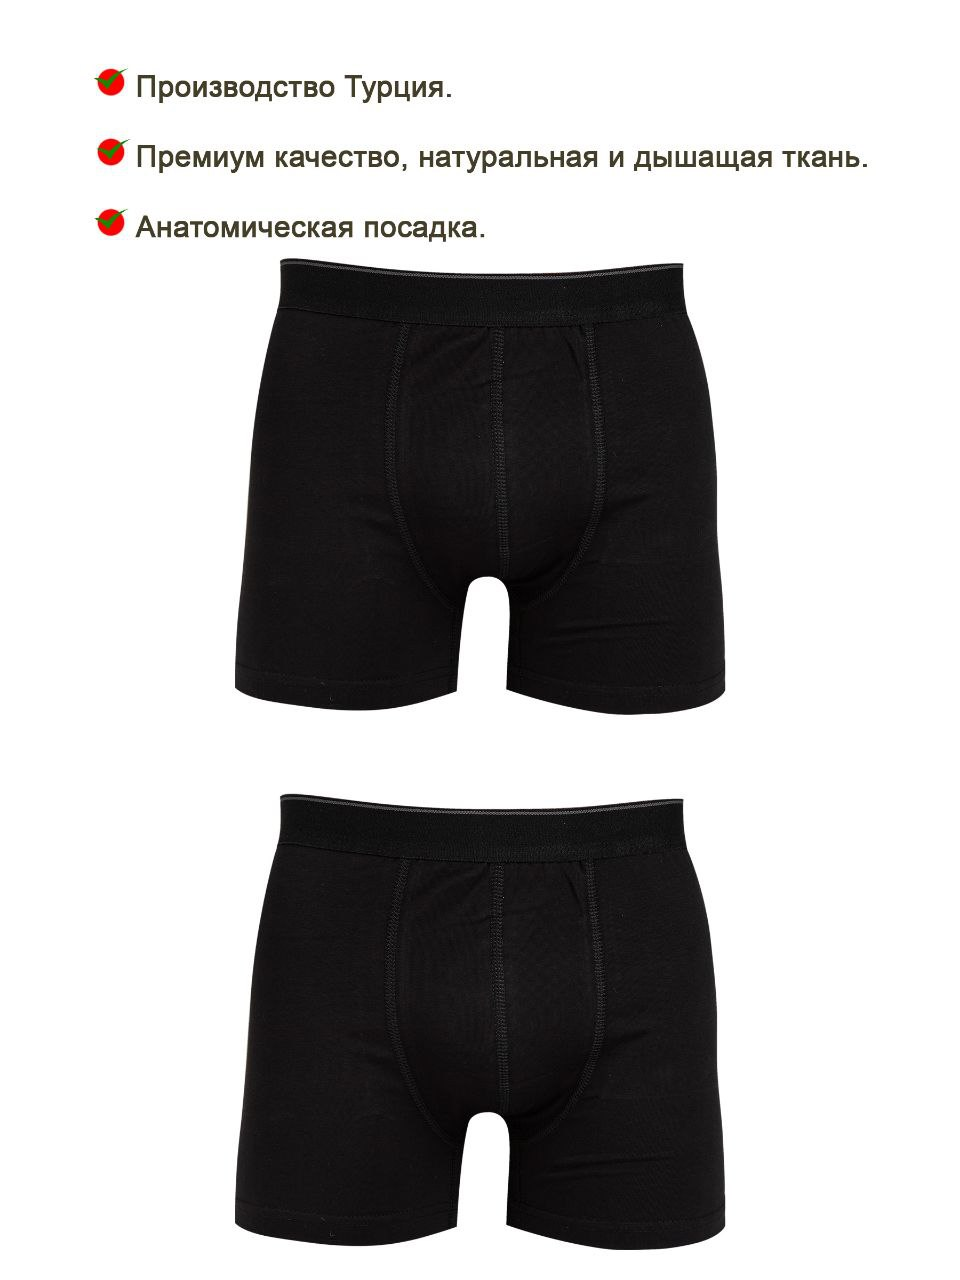 Производство Турция.
Премиум качество, натуральная и дышащая ткань.
Анатомическая посадка.